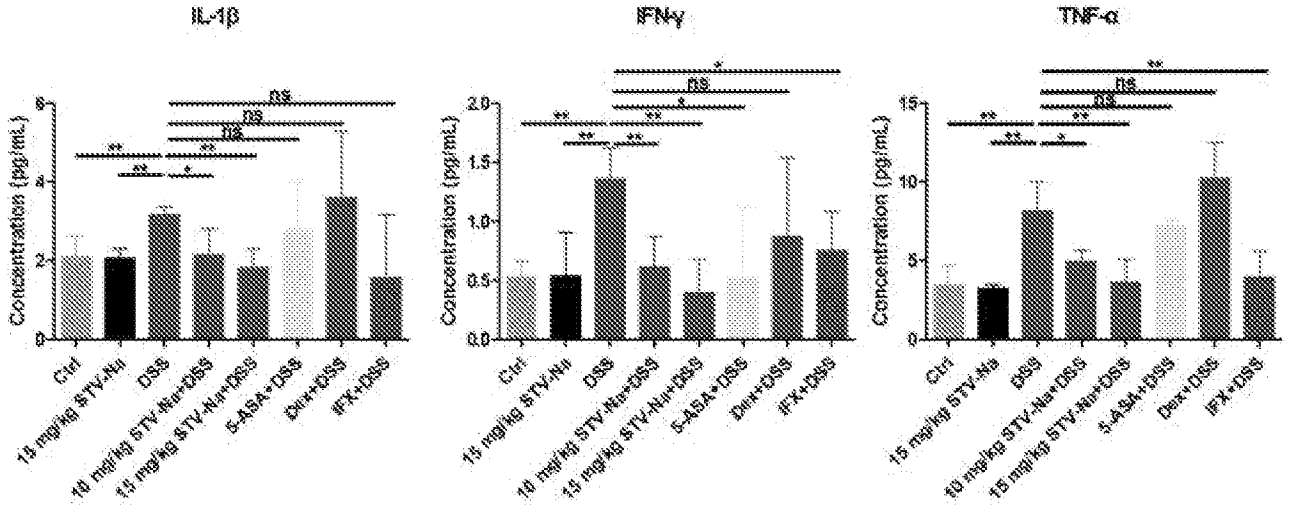 IL-1β
ns
ns
ns
** **
** *
Concentration (pg/mL)
6
4
2
0
Ctrl
15 mg/kg STV-Na
DSS
10 mg/kg STV-Na+DSS
15 mg/kg STV-Na+DSS
5-ASA+DSS
Dex+DSS
IFX+DSS
IFN-γ
*
ns
*
** **
** **
Concentration (pg/mL)
2.0
1.5
1.0
0.5
0.0
Ctrl
15 mg/kg STV-Na
DSS
10 mg/kg STV-Na+DSS
15 mg/kg STV-Na+DSS
5-ASA+DSS
Dex+DSS
IFX+DSS
TNF-α
**
ns
ns
** **
** *
Concentration (pg/mL)
15
10
5
0
Ctrl
15 mg/kg STV-Na
DSS
10 mg/kg STV-Na+DSS
15 mg/kg STV-Na+DSS
5-ASA+DSS
Dex+DSS
IFX+DSS